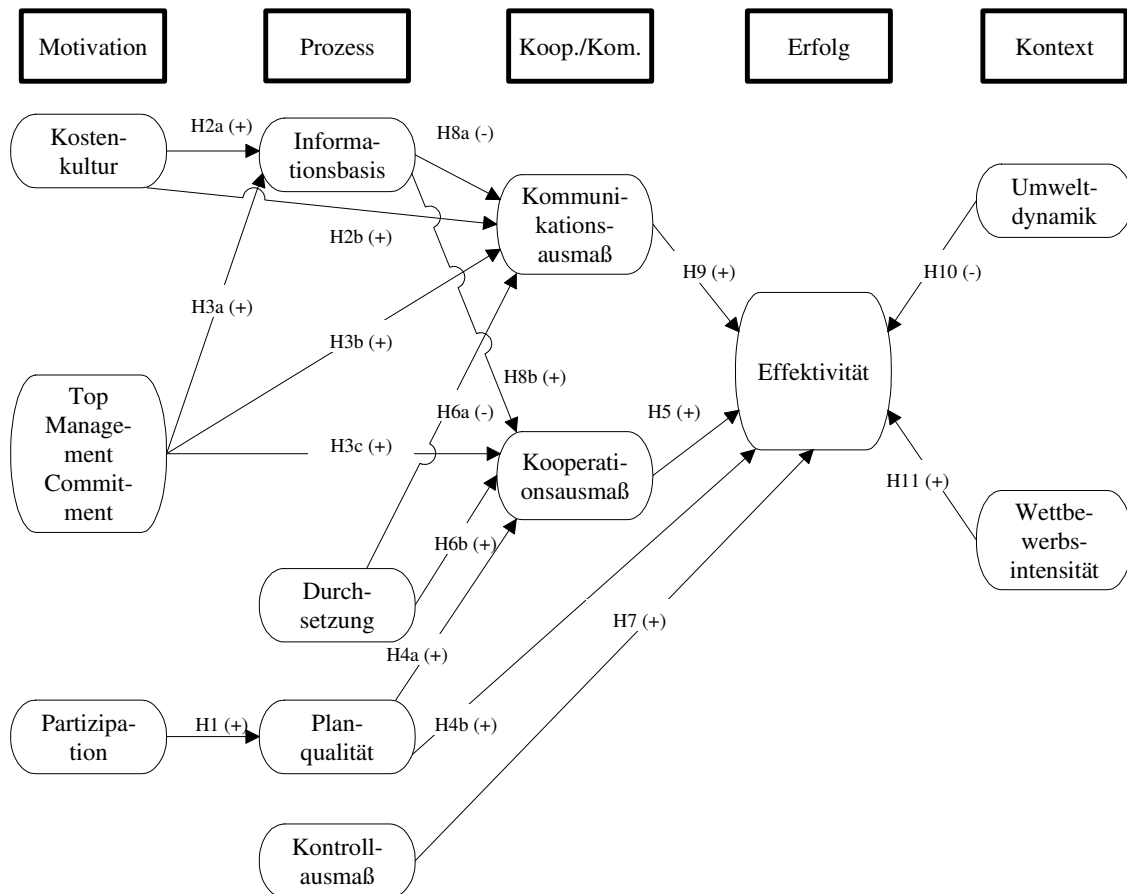 Motivation
Prozess
Koop./Kom.
Erfolg
Kontext
Kosten-
kultur
H2a (+)
Informa-
tionsbasis
H8a (-)
Kommuni-
kations-
ausmaß
Umwelt-
dynamik
H2b (+)
H9 (+)
H10 (-)
H3a (+)
H3b (+)
H8b (+)
Effektivität
Top
Manage-
ment
Commit-
ment
H6a (-)
H5 (+)
H3c (+)
Kooperati-
onsausmaß
H11 (+)
Wettbe-
werbs-
intensität
H6b (+)
Durch-
setzung
H7 (+)
H4a (+)
Partizipa-
tion
H1 (+)
Plan-
qualität
H4b (+)
Kontroll-
ausmaß